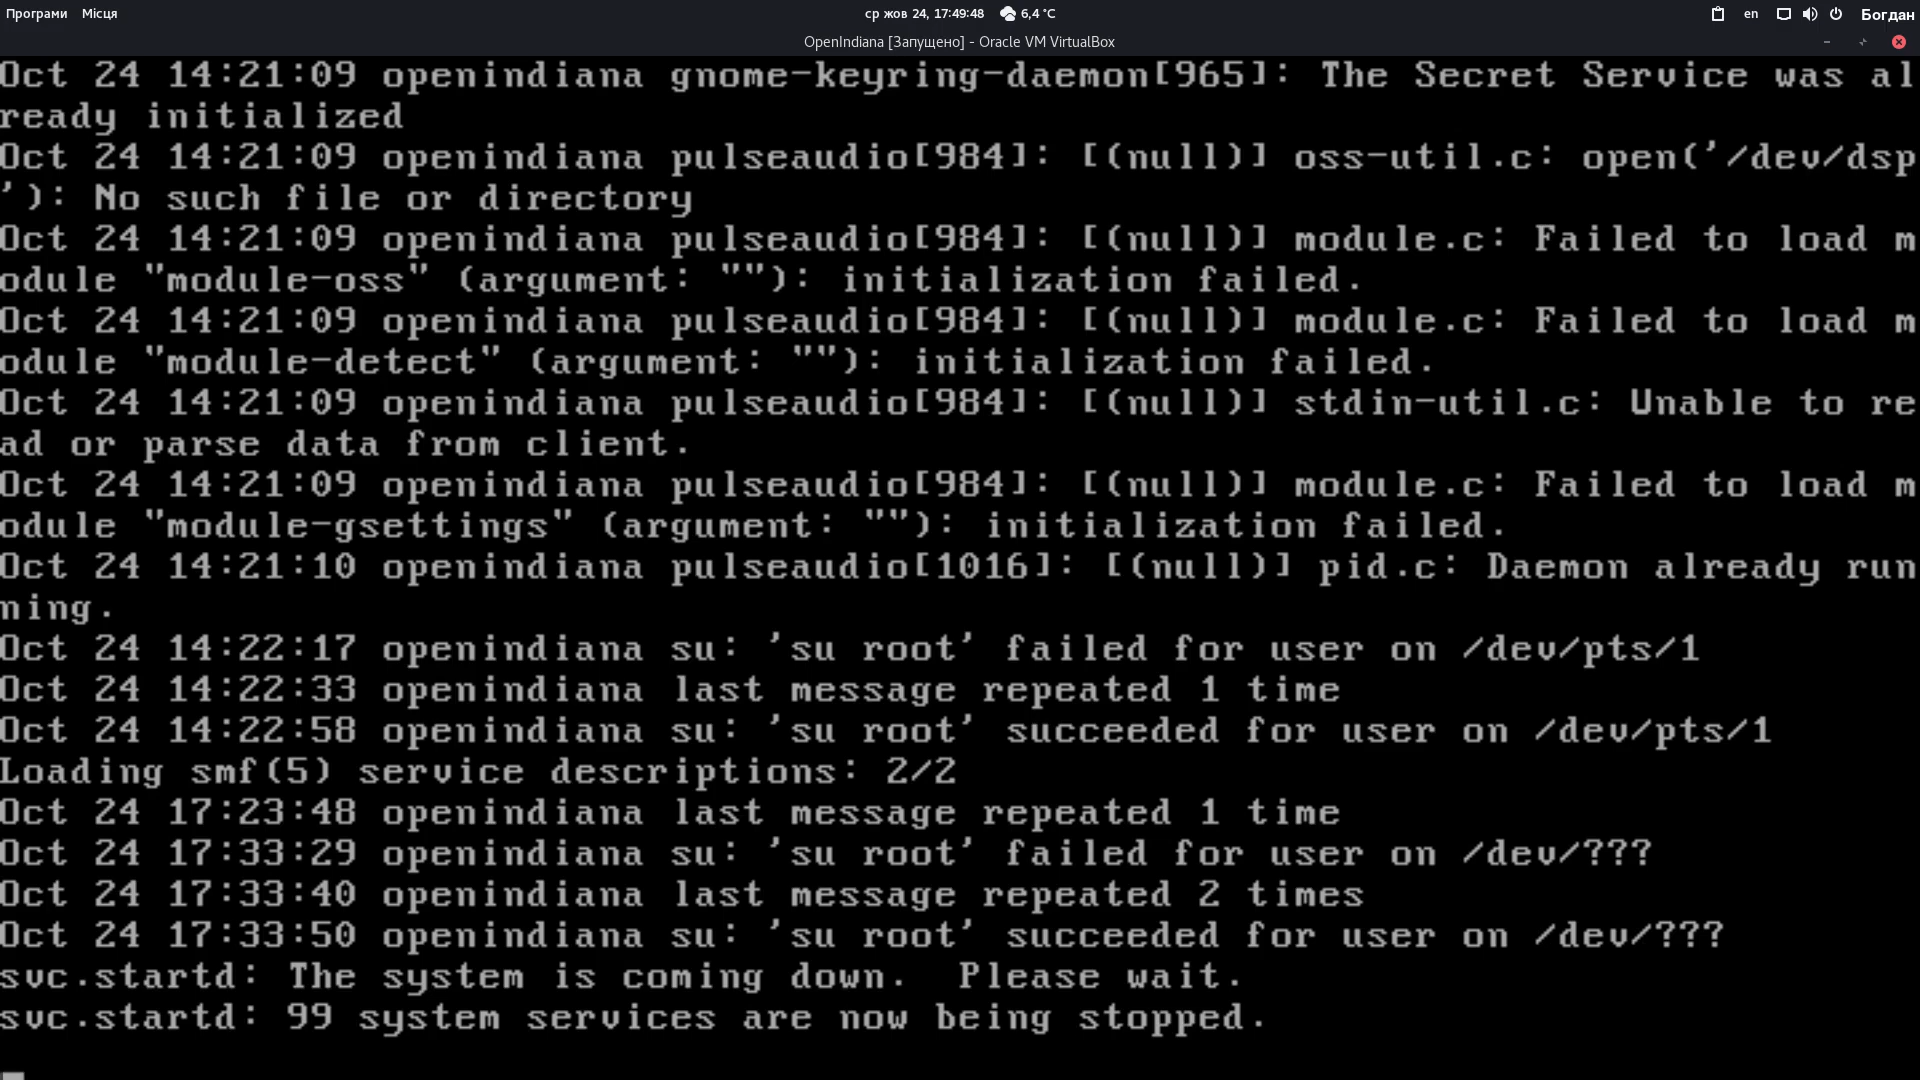 Програми Місця ср жов 24, 17:49:48 6,4 °C en Богдан
OpenIndiana [Запущено] - Oracle VM VirtualBox
Oct 24 14:21:09 openindiana gnome-keyring-daemon[965]: The Secret Service was al
ready initialized
Oct 24 14:21:09 openindiana pulseaudio[984]: [(null)] oss-util.c: open('/dev/dsp
'): No such file or directory
Oct 24 14:21:09 openindiana pulseaudio[984]: [(null)] module.c: Failed to load m
odule "module-oss" (argument: ""): initialization failed.
Oct 24 14:21:09 openindiana pulseaudio[984]: [(null)] module.c: Failed to load m
odule "module-detect" (argument: ""): initialization failed.
Oct 24 14:21:09 openindiana pulseaudio[984]: [(null)] stdin-util.c: Unable to re
ad or parse data from client.
Oct 24 14:21:09 openindiana pulseaudio[984]: [(null)] module.c: Failed to load m
odule "module-gsettings" (argument: ""): initialization failed.
Oct 24 14:21:10 openindiana pulseaudio[1016]: [(null)] pid.c: Daemon already run
ning.
Oct 24 14:22:17 openindiana su: 'su root' failed for user on /dev/pts/1
Oct 24 14:22:33 openindiana last message repeated 1 time
Oct 24 14:22:58 openindiana su: 'su root' succeeded for user on /dev/pts/1
Loading smf(5) service descriptions: 2/2
Oct 24 17:23:48 openindiana last message repeated 1 time
Oct 24 17:33:29 openindiana su: 'su root' failed for user on /dev/???
Oct 24 17:33:40 openindiana last message repeated 2 times
Oct 24 17:33:50 openindiana su: 'su root' succeeded for user on /dev/???
svc.startd: The system is coming down.  Please wait.
svc.startd: 99 system services are now being stopped.